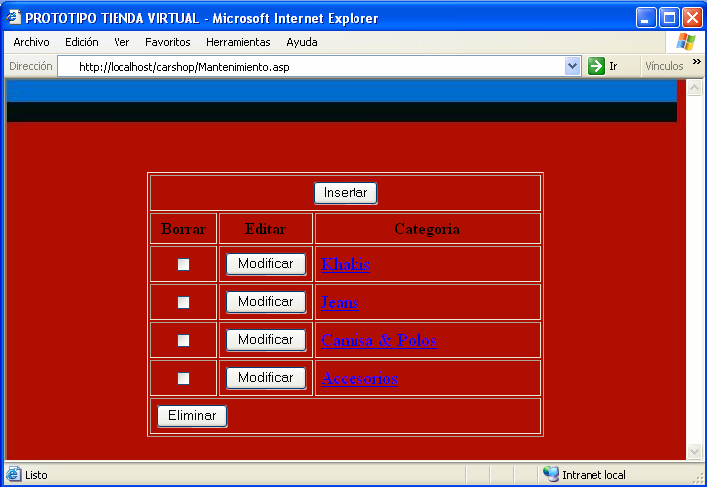 PROTOTIPO TIENDA VIRTUAL - Microsoft Internet Explorer
Archivo Edición Ver Favoritos Herramientas Ayuda
Dirección http://localhost/carshop/Mantenimiento.asp Ir Vínculos »
Insertar
Borrar Editar Categoria
Modificar Khakis
Modificar Jeans
Modificar Camisa & Polos
Modificar Accesorios
Eliminar
Listo Intranet local